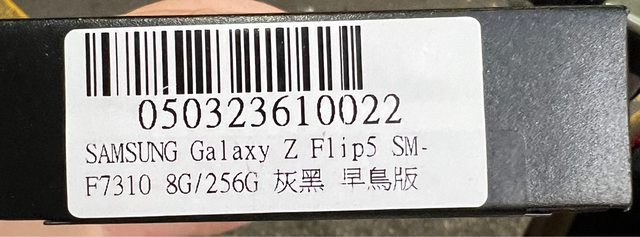 050323610022
SAMSUNG Galaxy Z Flip5 SM-
F7310 8G/256G 灰黑 早鳥版